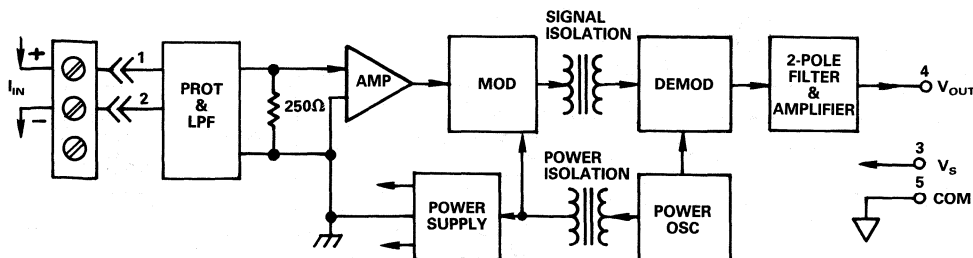 SIGNAL
ISOLATION
+
1
I_IN
2
−
PROT
&
LPF
250Ω
AMP
MOD
DEMOD
2-POLE
FILTER
&
AMPLIFIER
4
V_OUT
POWER
ISOLATION
POWER
SUPPLY
POWER
OSC
3
V_S
5
COM